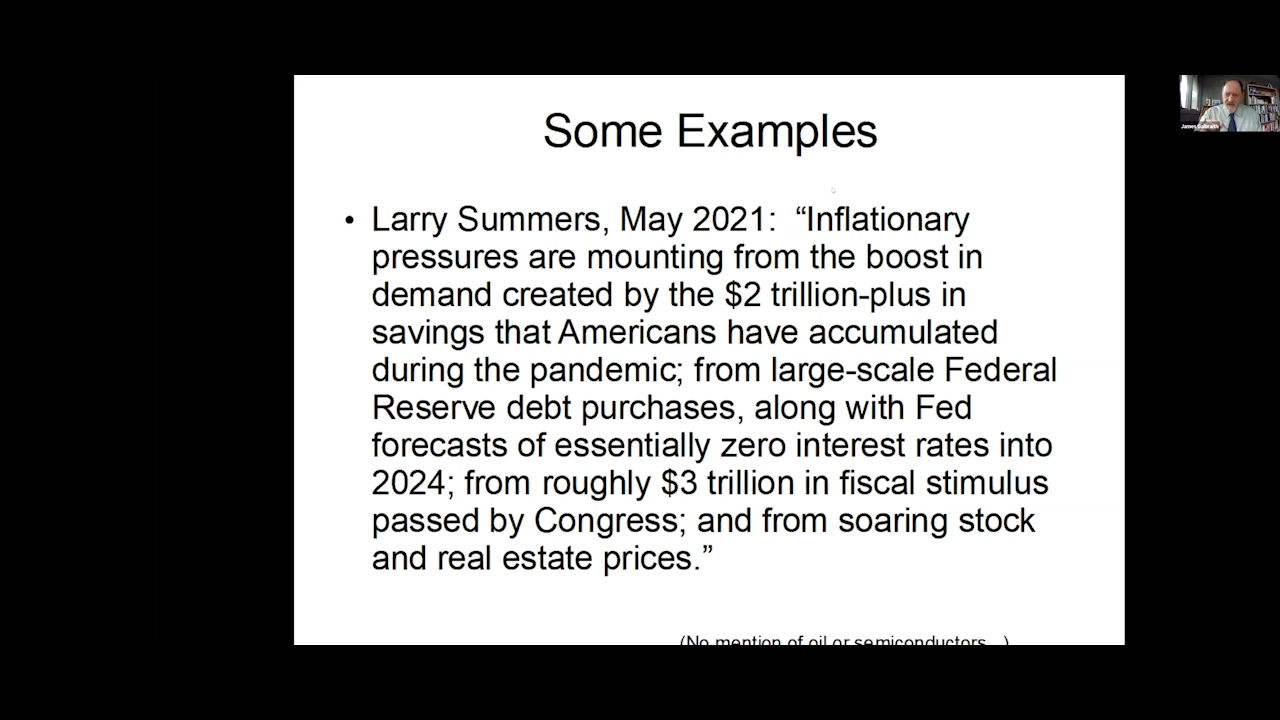 Some Examples
• Larry Summers, May 2021:  “Inflationary
pressures are mounting from the boost in
demand created by the $2 trillion-plus in
savings that Americans have accumulated
during the pandemic; from large-scale Federal
Reserve debt purchases, along with Fed
forecasts of essentially zero interest rates into
2024; from roughly $3 trillion in fiscal stimulus
passed by Congress; and from soaring stock
and real estate prices.”
(No mention of oil or semiconductors...)
James Galbraith